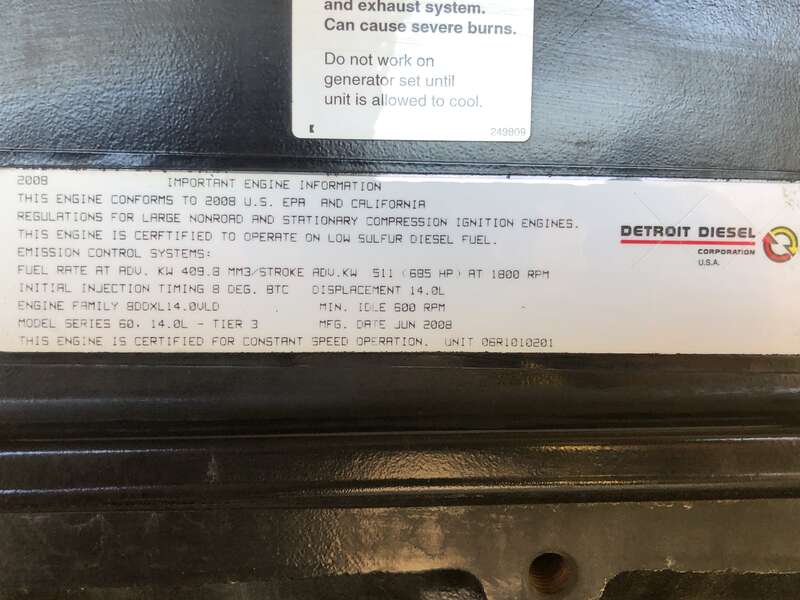 and exhaust system.
Can cause severe burns.
Do not work on
generator set until
unit is allowed to cool.
249809
2008 IMPORTANT ENGINE INFORMATION
THIS ENGINE CONFORMS TO 2008 U.S. EPA AND CALIFORNIA
REGULATIONS FOR LARGE NONROAD AND STATIONARY COMPRESSION IGNITION ENGINES.
THIS ENGINE IS CERFTIFIED TO OPERATE ON LOW SULFUR DIESEL FUEL.
EMISSION CONTROL SYSTEMS:
FUEL RATE AT ADV. KW 409.8 MM3/STROKE ADV.KW 511 (685 HP) AT 1800 RPM
INITIAL INJECTION TIMING 8 DEG. BTC DISPLACEMENT 14.0L
ENGINE FAMILY 8DDXL14.0VLD MIN. IDLE 600 RPM
MODEL SERIES 60, 14.0L - TIER 3 MFG. DATE JUN 2008
THIS ENGINE IS CERTIFIED FOR CONSTANT SPEED OPERATION. UNIT 06R1010201
DETROIT DIESEL
CORPORATION
U.S.A.